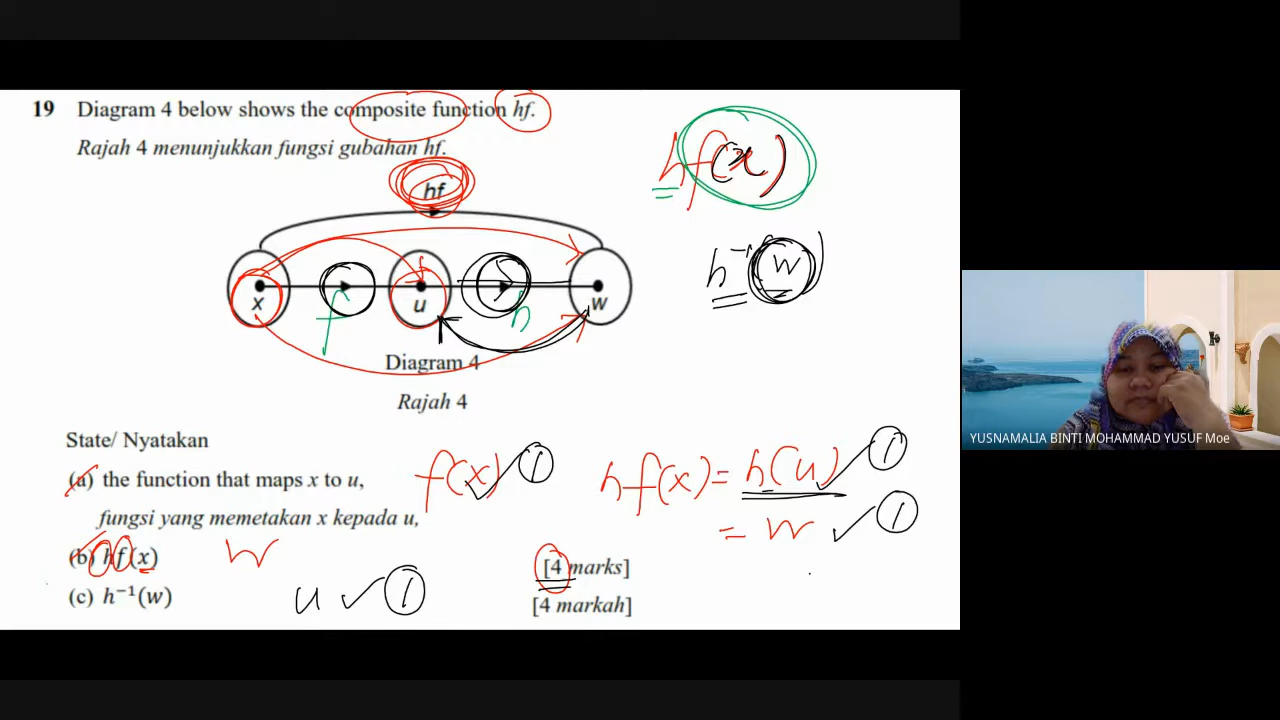 19 Diagram 4 below shows the composite function hf.
Rajah 4 menunjukkan fungsi gubahan hf.
hf(x)
hf
h⁻¹(w)
x u w
f h
Diagram 4
Rajah 4
State/ Nyatakan
(a) the function that maps x to u, f(x) ✓ 1
fungsi yang memetakan x kepada u,
hf(x) = h(u) ✓ 1
= w ✓ 1
(b) hf(x) w
[4 marks]
(c) h⁻¹(w) u ✓ 1
[4 markah]
YUSNAMALIA BINTI MOHAMMAD YUSUF Moe